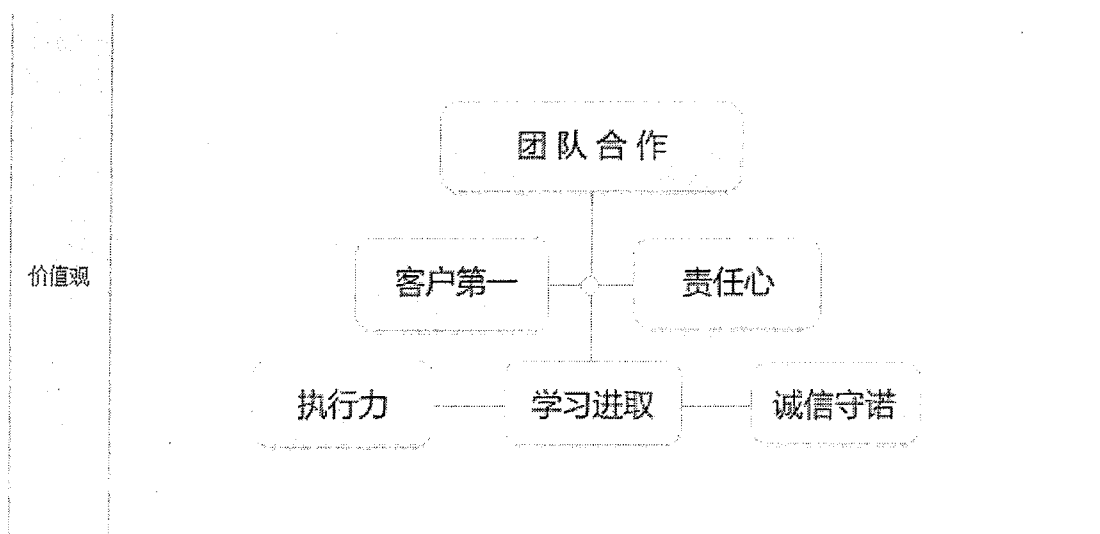 团队合作
价值观
客户第一
责任心
执行力
学习进取
诚信守诺